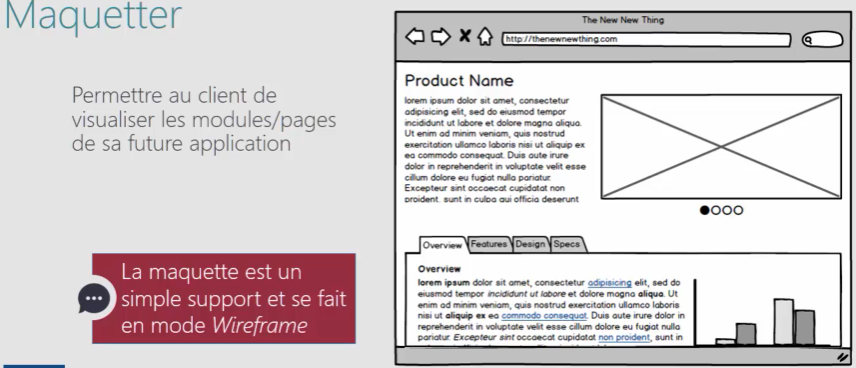 Maquetter
Permettre au client de
visualiser les modules/pages
de sa future application
La maquette est un
simple support et se fait
en mode Wireframe
The New New Thing
http://thenewnewthing.com
Product Name
lorem ipsum dolor sit amet, consectetur
adipisicing elit, sed do eiusmod tempor
incididunt ut labore et dolore magna aliqua.
Ut enim ad minim veniam, quis nostrud
exercitation ullamco laboris nisi ut aliquip ex
ea commodo consequat. Duis aute irure
dolor in reprehenderit in voluptate velit esse
cillum dolore eu fugiat nulla pariatur.
Excepteur sint occaecat cupidatat non
proident, sunt in culpa qui officia deserunt
Overview Features Design Specs
Overview
lorem ipsum dolor sit amet, consectetur adipisicing elit, sed do
eiusmod tempor incididunt ut labore et dolore magna aliqua. Ut
enim ad minim veniam, quis nostrud exercitation ullamco laboris
nisi ut aliquip ex ea commodo consequat. Duis aute irure dolor in
reprehenderit in voluptate velit esse cillum dolore eu fugiat nulla
pariatur. Excepteur sint occaecat cupidatat non proident, sunt in